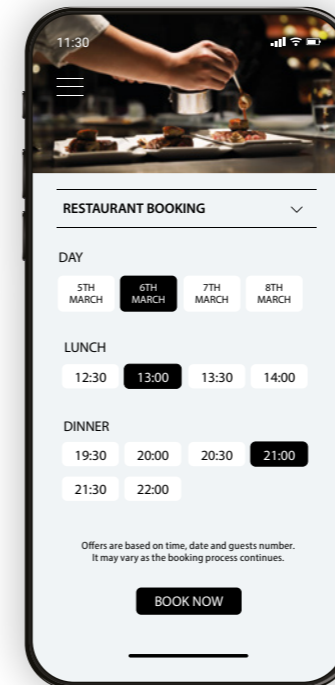 11:30
RESTAURANT BOOKING
DAY
5TH MARCH
6TH MARCH
7TH MARCH
8TH MARCH
LUNCH
12:30 13:00 13:30 14:00
DINNER
19:30 20:00 20:30 21:00
21:30 22:00
Offers are based on time, date and guests number.
It may vary as the booking process continues.
BOOK NOW